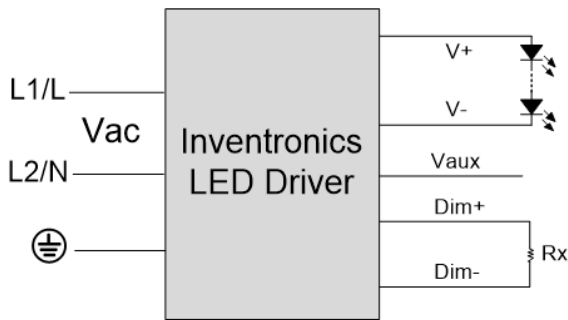 L1/L
Vac
L2/N
Inventronics
LED Driver
V+
V-
Vaux
Dim+
Rx
Dim-